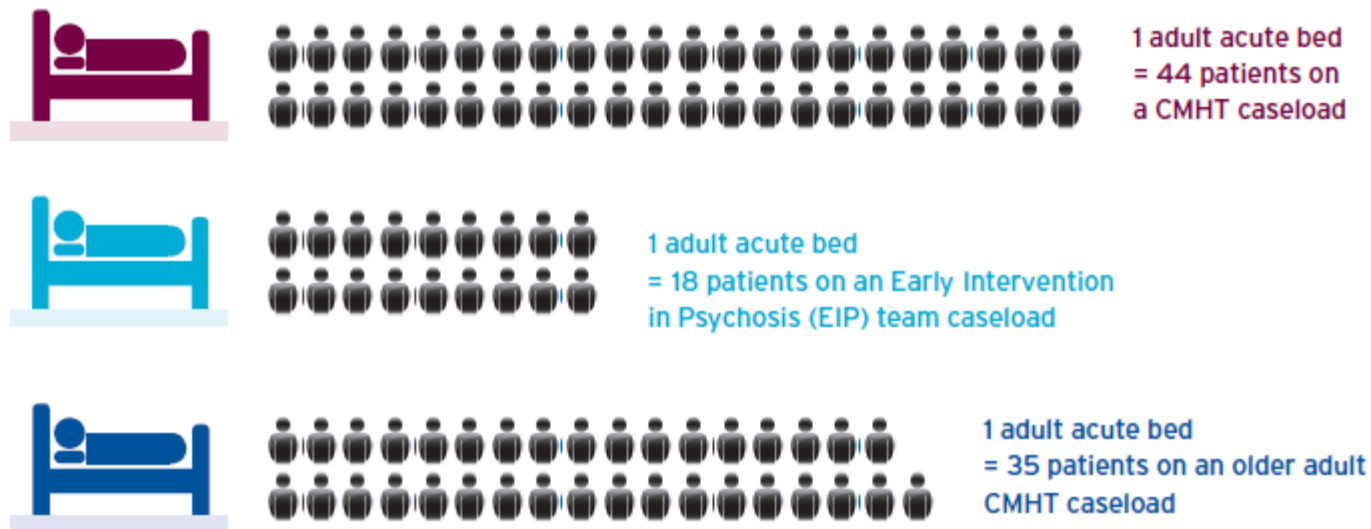 1 adult acute bed
= 44 patients on
a CMHT caseload
1 adult acute bed
= 18 patients on an Early Intervention
in Psychosis (EIP) team caseload
1 adult acute bed
= 35 patients on an older adult
CMHT caseload